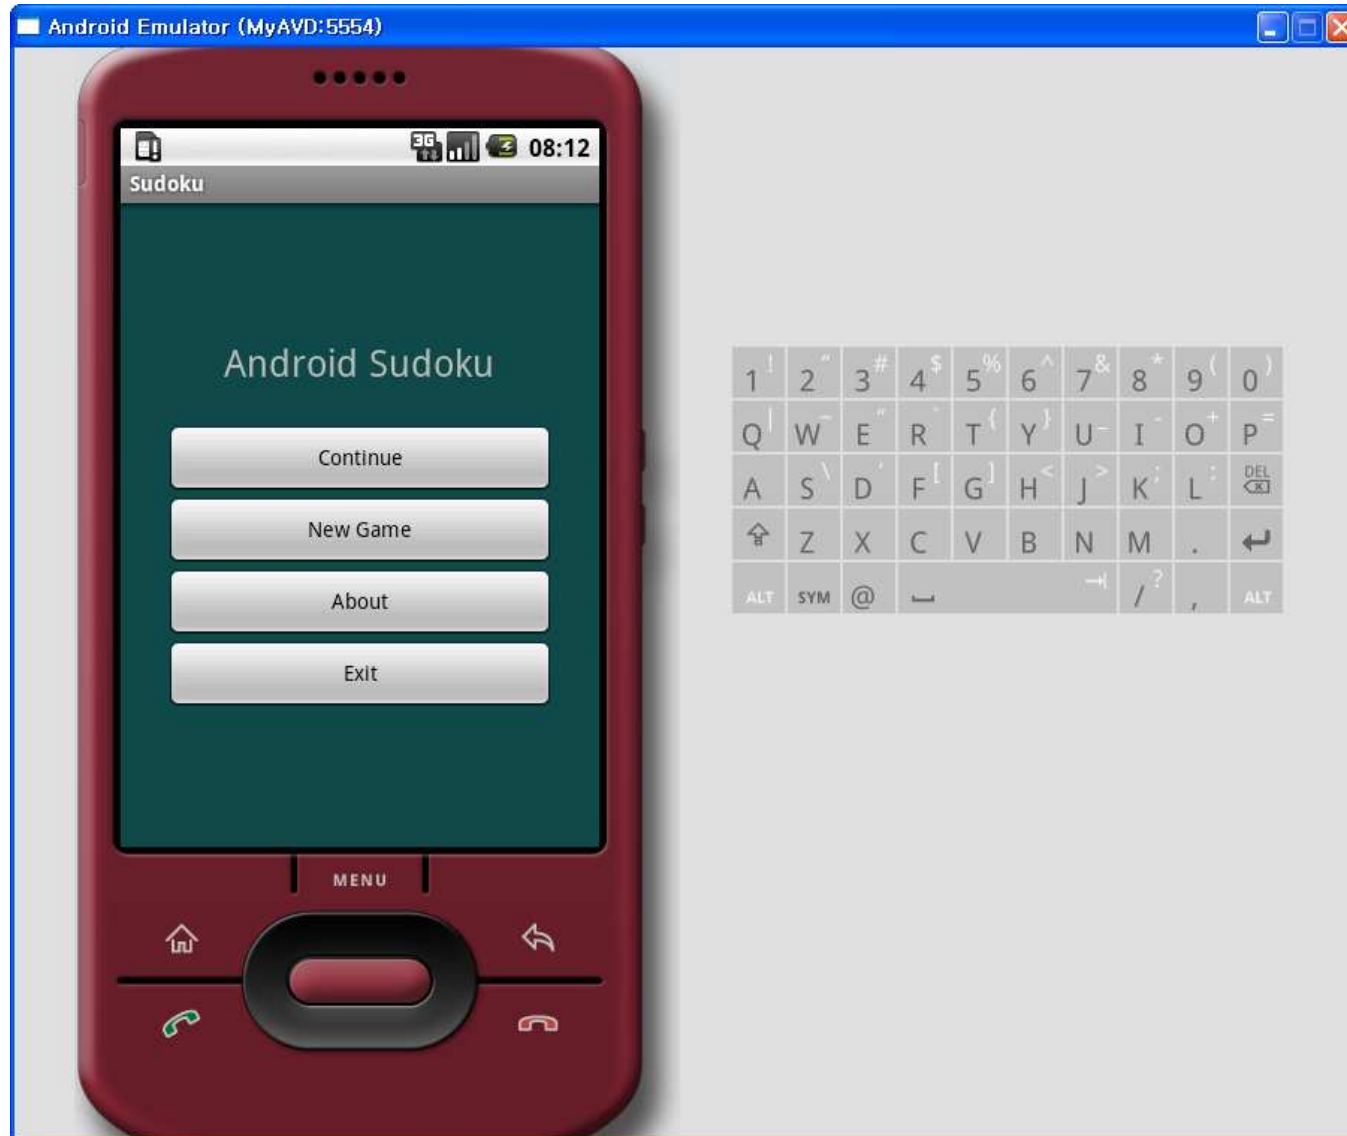 Android Emulator (MyAVD:5554)
3G 08:12
Sudoku
Android Sudoku
Continue
New Game
About
Exit
MENU
1 ! 2 " 3 # 4 $ 5 % 6 ^ 7 & 8 * 9 ( 0 )
Q | W ~ E " R ` T { Y } U _ I - O + P =
A S \ D ' F [ G ] H < J > K ; L : DEL
Z X C V B N M .
ALT SYM @ / ? , ALT